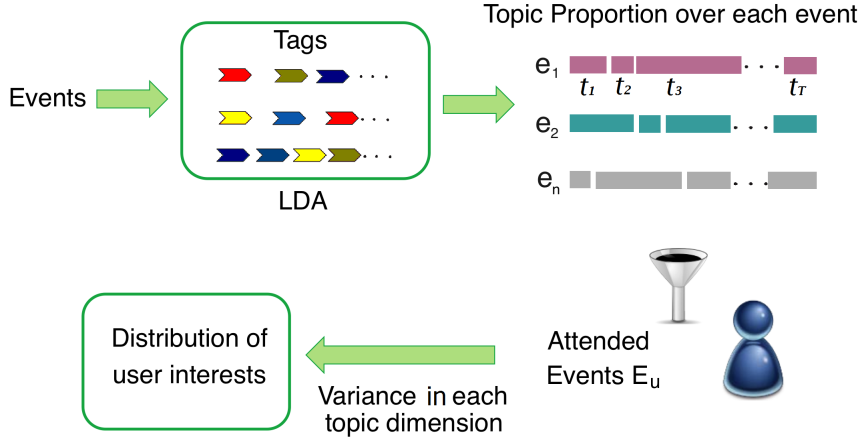 Topic Proportion over each event
Tags
Events
. . .
. . .
. . .
LDA
e1 . . .
t1 t2 t3 tT
e2 . . .
en . . .
Distribution of
user interests
Attended
Events Eu
Variance in each
topic dimension